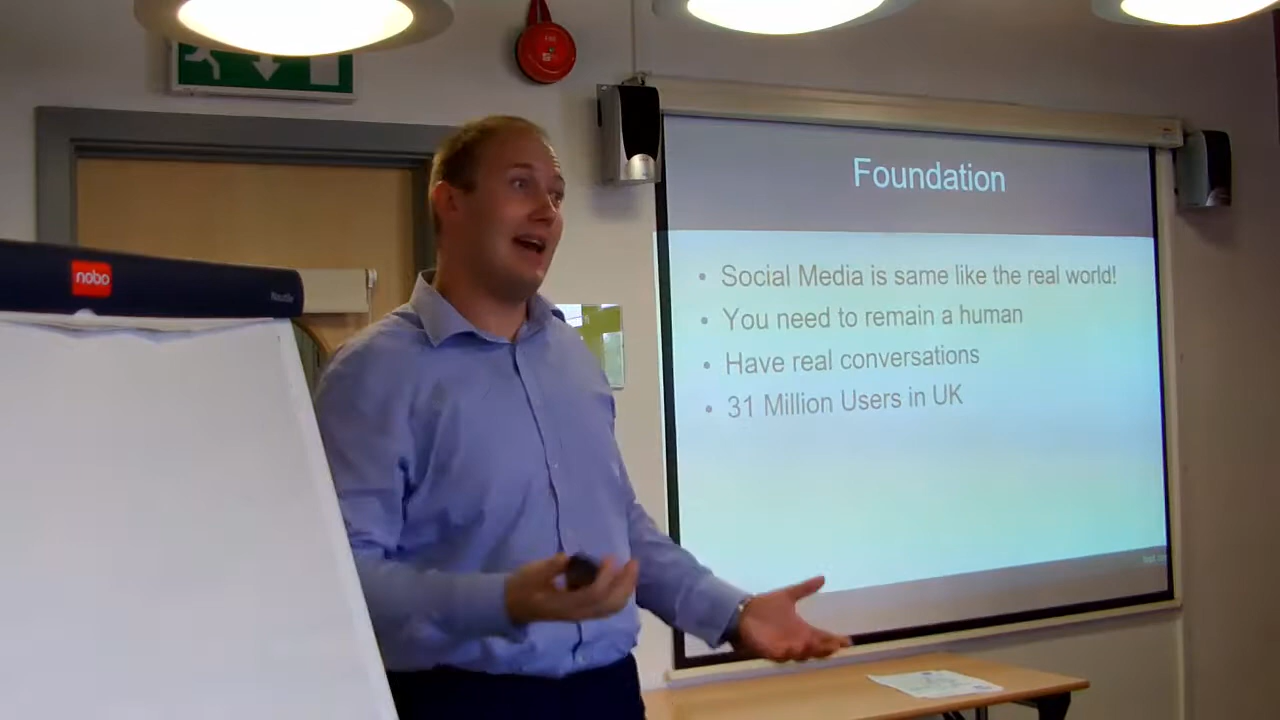 nobo
Foundation
• Social Media is same like the real world!
• You need to remain a human
• Have real conversations
• 31 Million Users in UK